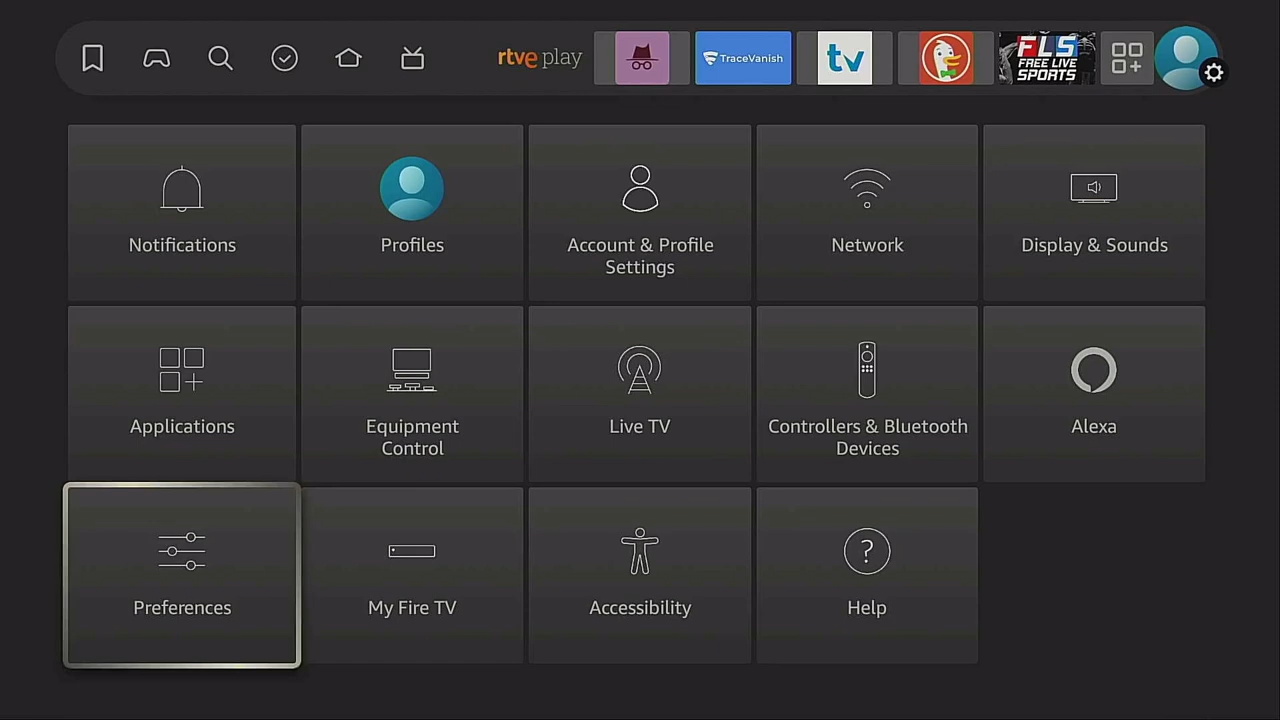 rtve play
TraceVanish
tv
FLS
FREE LIVE
SPORTS
Notifications
Profiles
Account & Profile
Settings
Network
Display & Sounds
Applications
Equipment
Control
Live TV
Controllers & Bluetooth
Devices
Alexa
Preferences
My Fire TV
Accessibility
?
Help